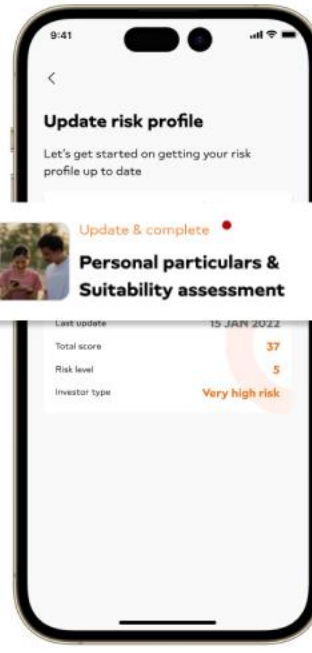 9:41
Update risk profile
Let's get started on getting your risk
profile up to date
Update & complete
Personal particulars &
Suitability assessment
Last update 15 JAN 2022
Total score 37
Risk level 5
Investor type Very high risk